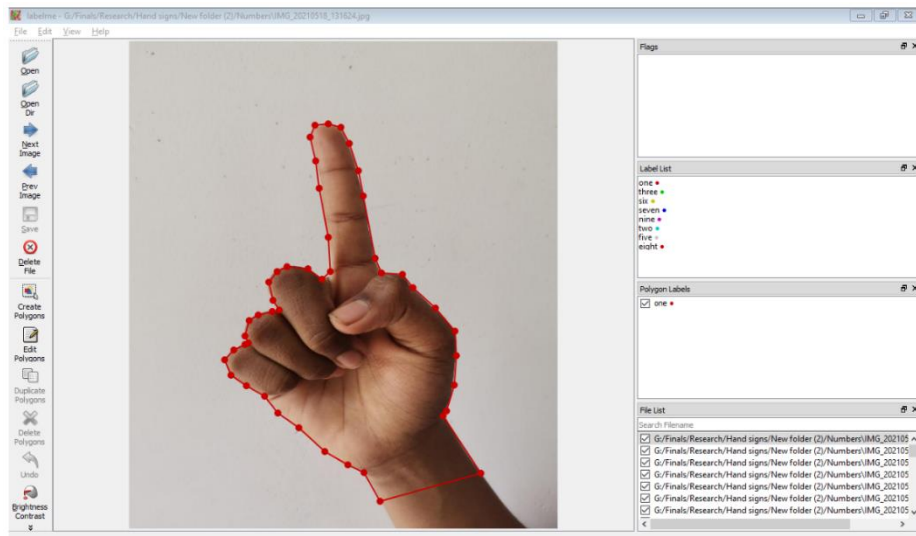 labelme - G:/Finals/Research/Hand signs/New folder (2)/Numbers\IMG_20210518_131624.jpg
File Edit View Help
Open
Open
Dir
Next
Image
Prev
Image
Save
Delete
File
Create
Polygons
Edit
Polygons
Duplicate
Polygons
Delete
Polygons
Undo
Brightness
Contrast
Flags
Label List
one
three
six
seven
nine
two
five
eight
Polygon Labels
one
File List
Search Filename
G:/Finals/Research/Hand signs/New folder (2)/Numbers\IMG_202105
G:/Finals/Research/Hand signs/New folder (2)/Numbers\IMG_202105
G:/Finals/Research/Hand signs/New folder (2)/Numbers\IMG_202105
G:/Finals/Research/Hand signs/New folder (2)/Numbers\IMG_202105
G:/Finals/Research/Hand signs/New folder (2)/Numbers\IMG_202105
G:/Finals/Research/Hand signs/New folder (2)/Numbers\IMG_202105
G:/Finals/Research/Hand signs/New folder (2)/Numbers\IMG_202105